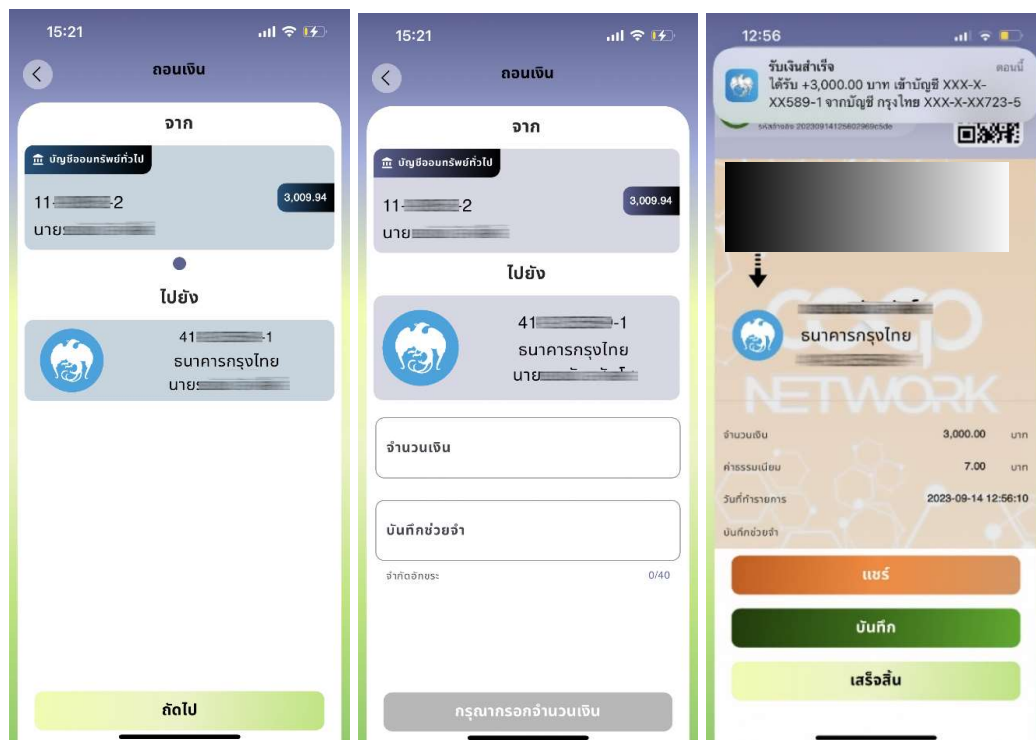 15:21
ถอนเงิน
จาก
บัญชีออมทรัพย์ทั่วไป
11- -2
3,009.94
นาย
ไปยัง
41 -1
ธนาคารกรุงไทย
นาย
ถัดไป
15:21
ถอนเงิน
จาก
บัญชีออมทรัพย์ทั่วไป
11- -2
3,009.94
นาย
ไปยัง
41 -1
ธนาคารกรุงไทย
นาย
จำนวนเงิน
บันทึกช่วยจำ
จำกัดอักขระ 0/40
กรุณากรอกจำนวนเงิน
12:56
รับเงินสำเร็จ ตอนนี้
ได้รับ +3,000.00 บาท เข้าบัญชี XXX-X-
XX589-1 จากบัญชี กรุงไทย XXX-X-XX723-5
ธนาคารกรุงไทย
NETWORK
จำนวนเงิน 3,000.00 บาท
ค่าธรรมเนียม 7.00 บาท
วันที่ทำรายการ 2023-09-14 12:56:10
บันทึกช่วยจำ
แชร์
บันทึก
เสร็จสิ้น